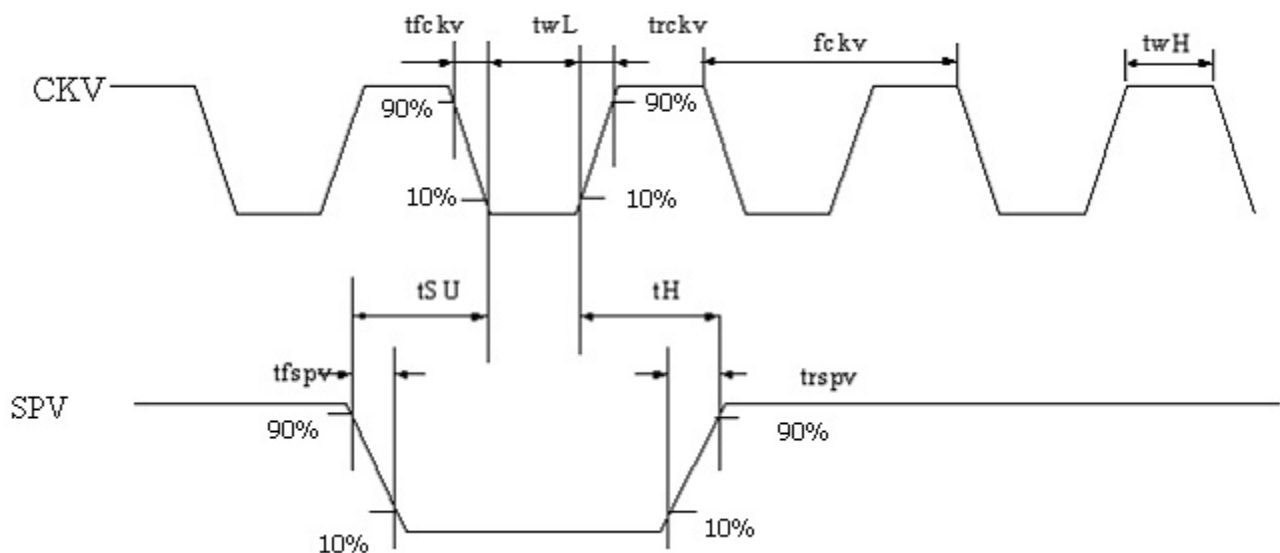 tfckv twL trckv fckv twH
CKV 90% 90%
10% 10%
tSU tH
tfspv trspv
SPV 90% 90%
10% 10%